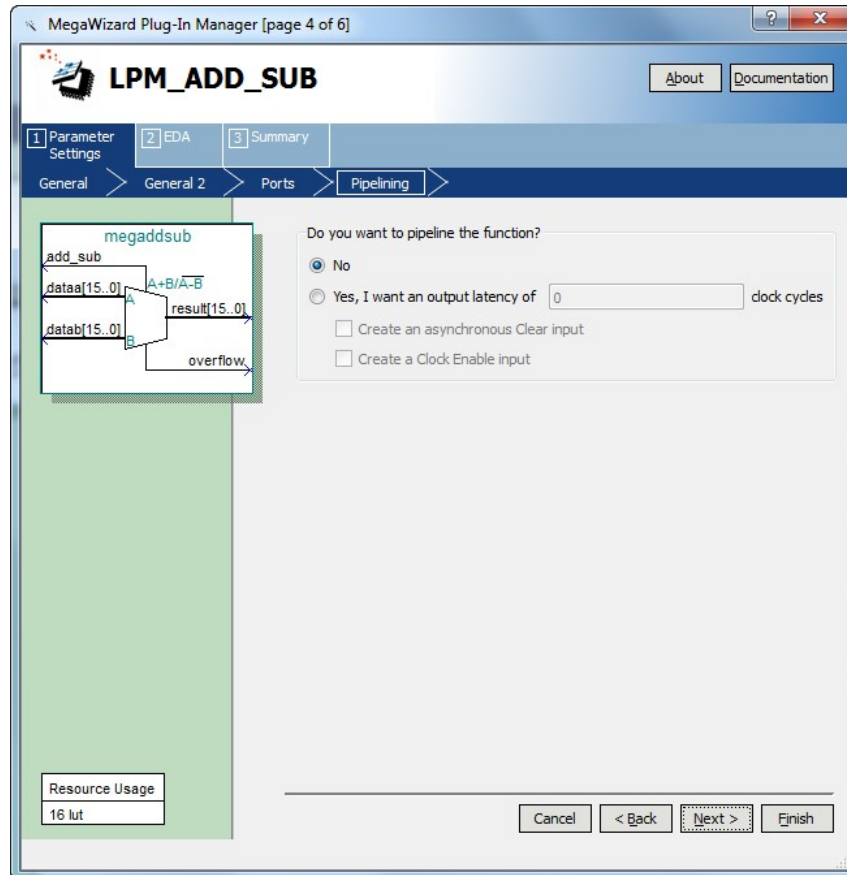 MegaWizard Plug-In Manager [page 4 of 6]
LPM_ADD_SUB
About
Documentation
1 Parameter Settings
2 EDA
3 Summary
General
General 2
Ports
Pipelining
megaddsub
add_sub
A+B/A-B
dataa[15..0]
A
result[15..0]
datab[15..0]
B
overflow
Do you want to pipeline the function?
No
Yes, I want an output latency of 0 clock cycles
Create an asynchronous Clear input
Create a Clock Enable input
Resource Usage
16 lut
Cancel
< Back
Next >
Finish